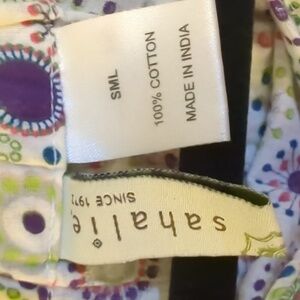 SML
100% COTTON
MADE IN INDIA
sahalie
SINCE 1972